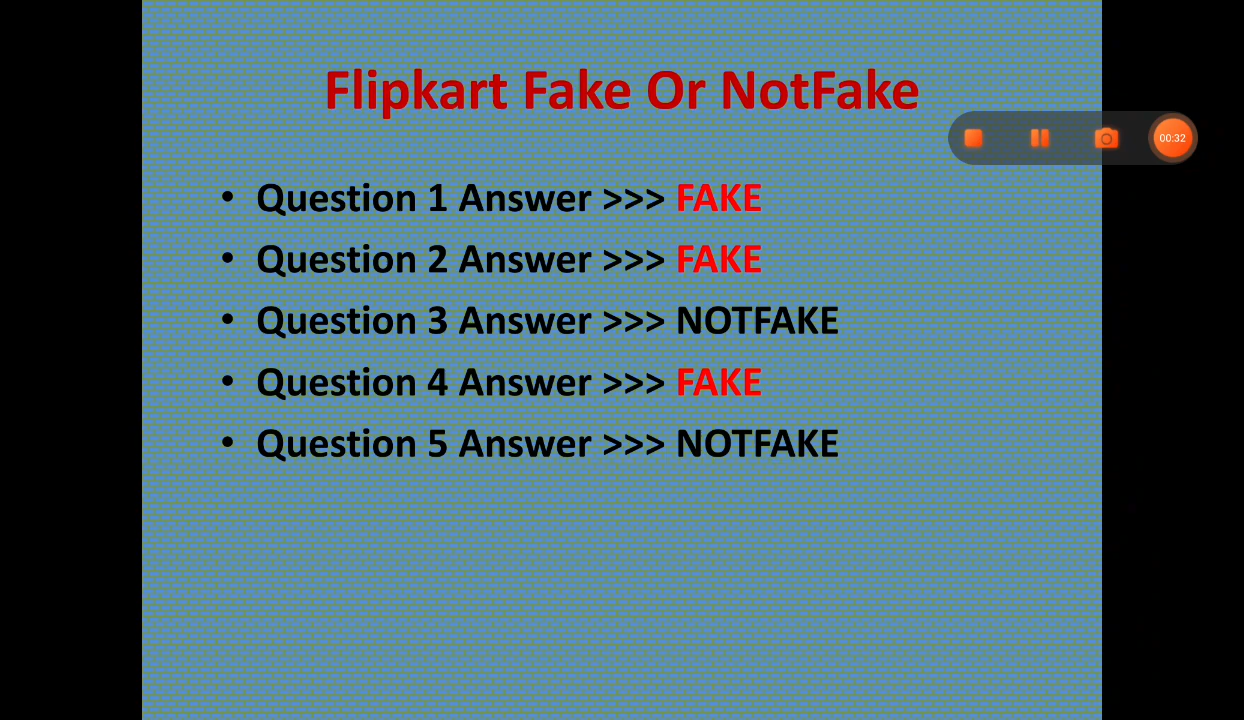 Flipkart Fake Or NotFake
00:32
• Question 1 Answer >>> FAKE
• Question 2 Answer >>> FAKE
• Question 3 Answer >>> NOTFAKE
• Question 4 Answer >>> FAKE
• Question 5 Answer >>> NOTFAKE